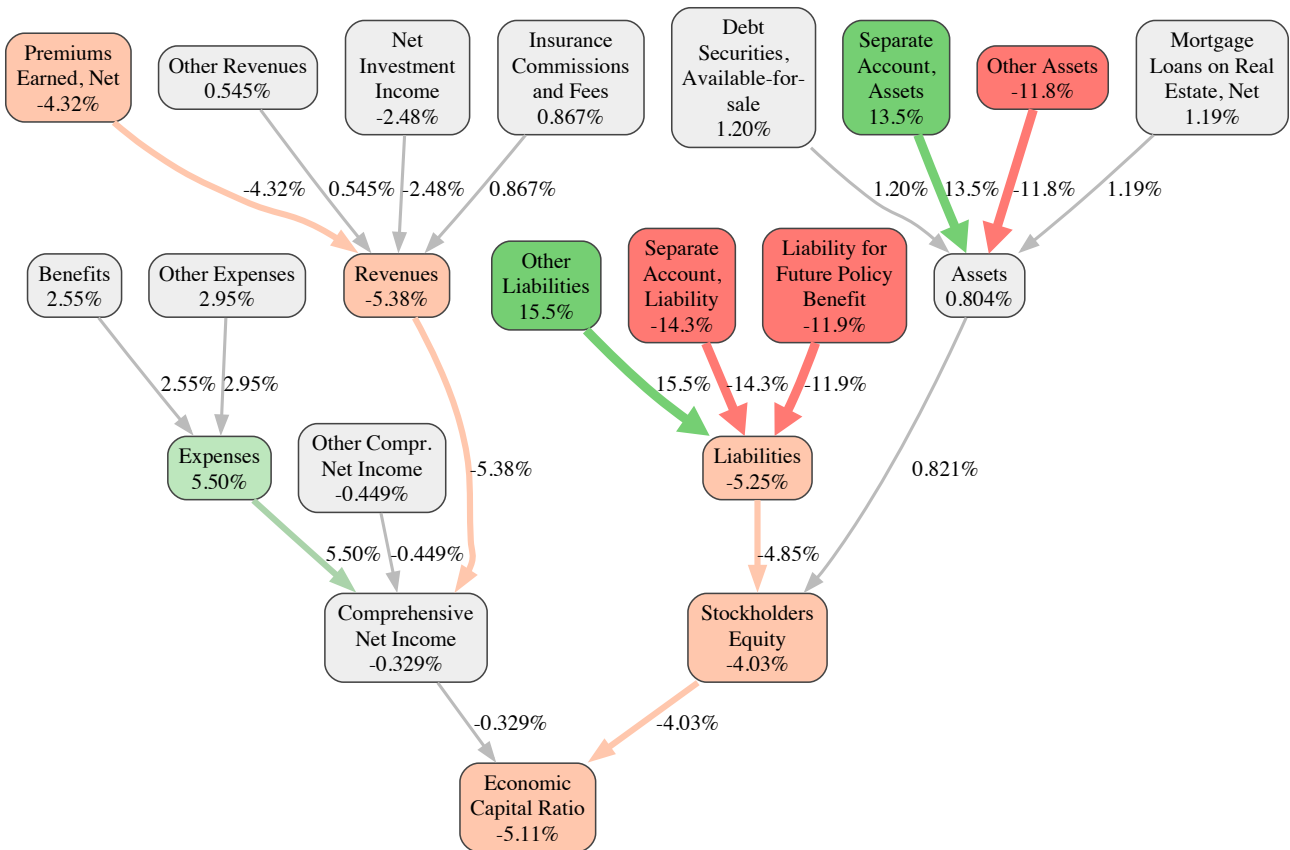 Premiums
Earned, Net
-4.32%
Other Revenues
0.545%
Net
Investment
Income
-2.48%
Insurance
Commissions
and Fees
0.867%
Debt
Securities,
Available-for-
sale
1.20%
Separate
Account,
Assets
13.5%
Other Assets
-11.8%
Mortgage
Loans on Real
Estate, Net
1.19%
-4.32%
0.545%
-2.48%
0.867%
1.20%
13.5%
-11.8%
1.19%
Benefits
2.55%
Other Expenses
2.95%
Revenues
-5.38%
Other
Liabilities
15.5%
Separate
Account,
Liability
-14.3%
Liability for
Future Policy
Benefit
-11.9%
Assets
0.804%
2.55%
2.95%
15.5%
-14.3%
-11.9%
Expenses
5.50%
Other Compr.
Net Income
-0.449%
-5.38%
Liabilities
-5.25%
0.821%
5.50%
-0.449%
-4.85%
Comprehensive
Net Income
-0.329%
Stockholders
Equity
-4.03%
-0.329%
-4.03%
Economic
Capital Ratio
-5.11%